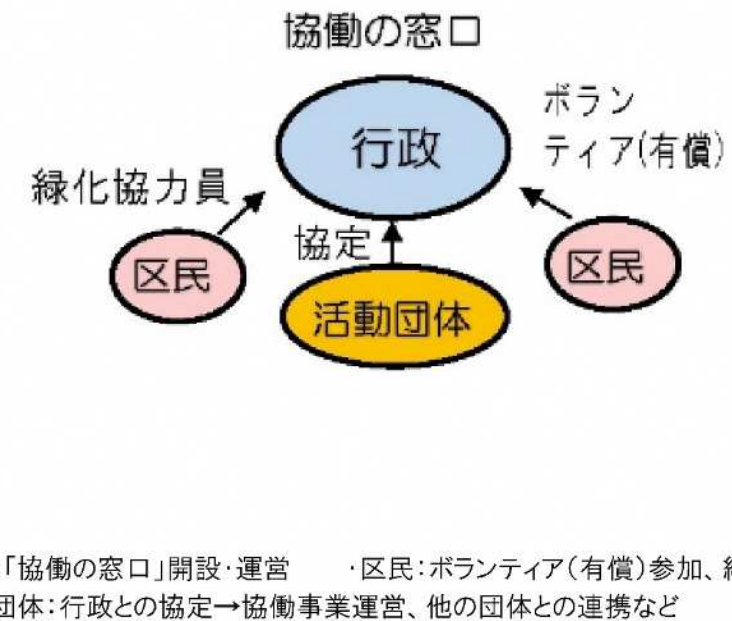 協働の窓口
行政
ボラン
ティア(有償)
緑化協力員
協定
区民
区民
活動団体
「協働の窓口」開設・運営 ・区民:ボランティア(有償)参加、
団体:行政との協定→協働事業運営、他の団体との連携など